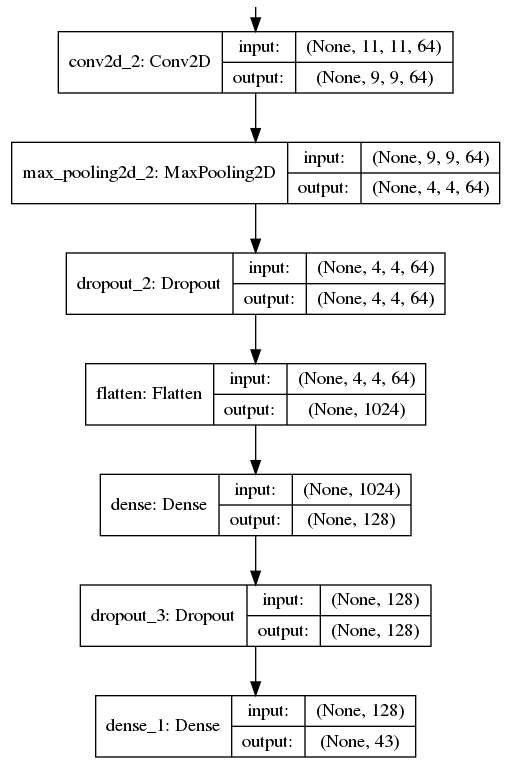 conv2d_2: Conv2D
input:
(None, 11, 11, 64)
output:
(None, 9, 9, 64)
max_pooling2d_2: MaxPooling2D
input:
(None, 9, 9, 64)
output:
(None, 4, 4, 64)
dropout_2: Dropout
input:
(None, 4, 4, 64)
output:
(None, 4, 4, 64)
flatten: Flatten
input:
(None, 4, 4, 64)
output:
(None, 1024)
dense: Dense
input:
(None, 1024)
output:
(None, 128)
dropout_3: Dropout
input:
(None, 128)
output:
(None, 128)
dense_1: Dense
input:
(None, 128)
output:
(None, 43)